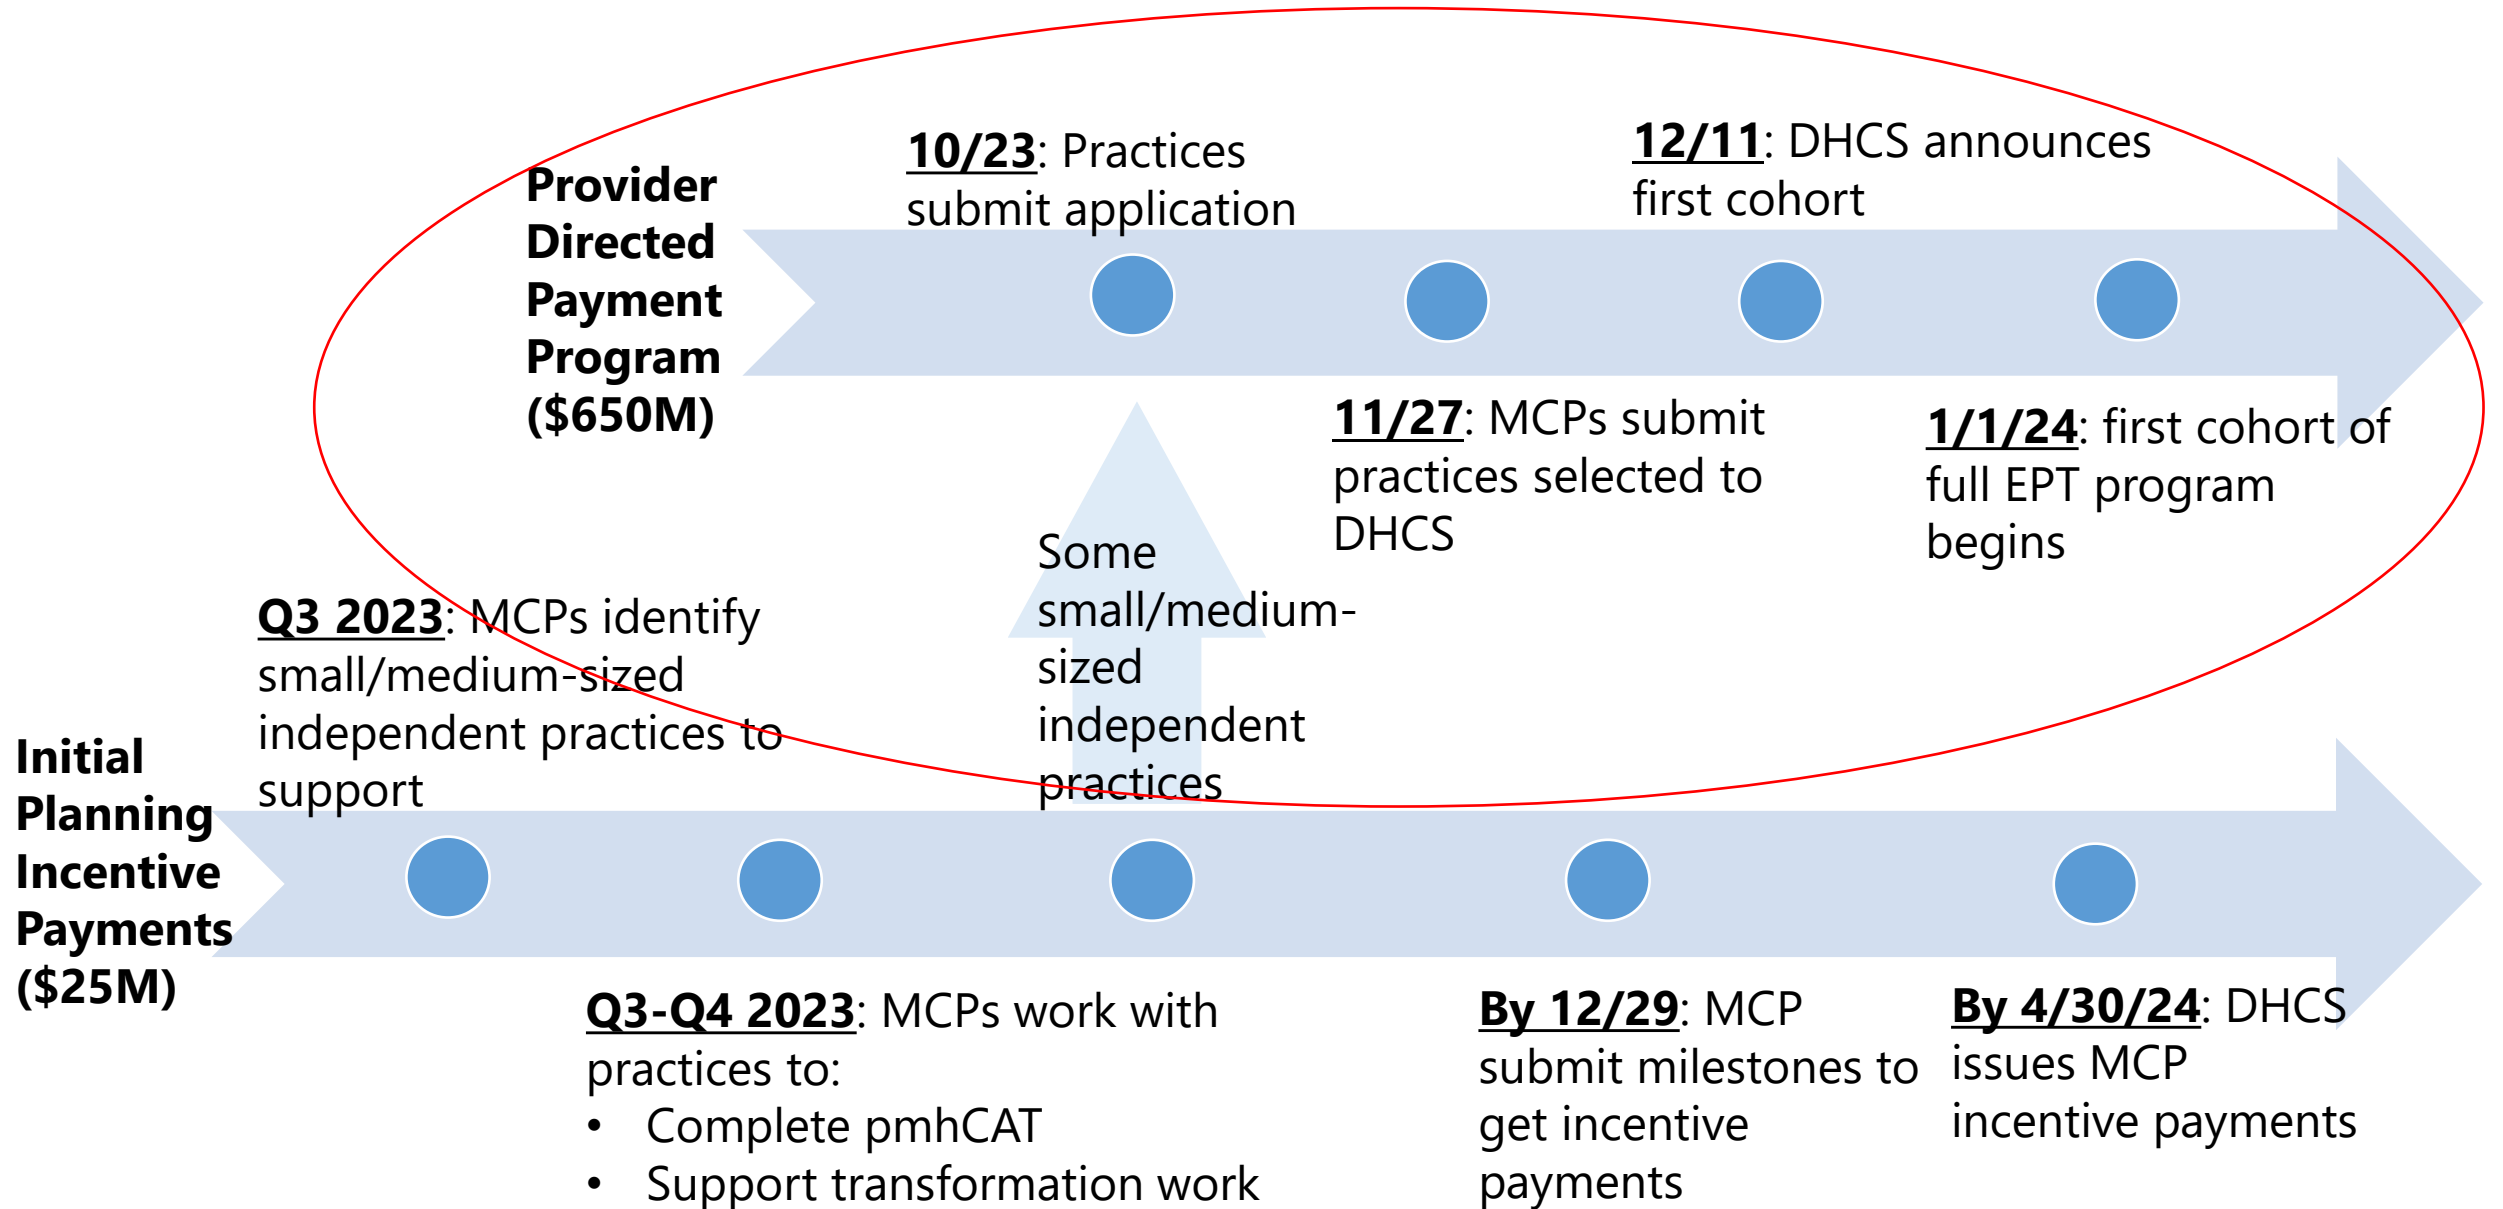 Provider
Directed
Payment
Program
($650M)
10/23: Practices
submit application
12/11: DHCS announces
first cohort
11/27: MCPs submit
practices selected to
DHCS
1/1/24: first cohort of
full EPT program
begins
Some
small/medium-
sized
independent
practices
Q3 2023: MCPs identify
small/medium-sized
independent practices to
support
Initial
Planning
Incentive
Payments
($25M)
Q3-Q4 2023: MCPs work with
practices to:
• Complete pmhCAT
• Support transformation work
By 12/29: MCP
submit milestones to
get incentive
payments
By 4/30/24: DHCS
issues MCP
incentive payments